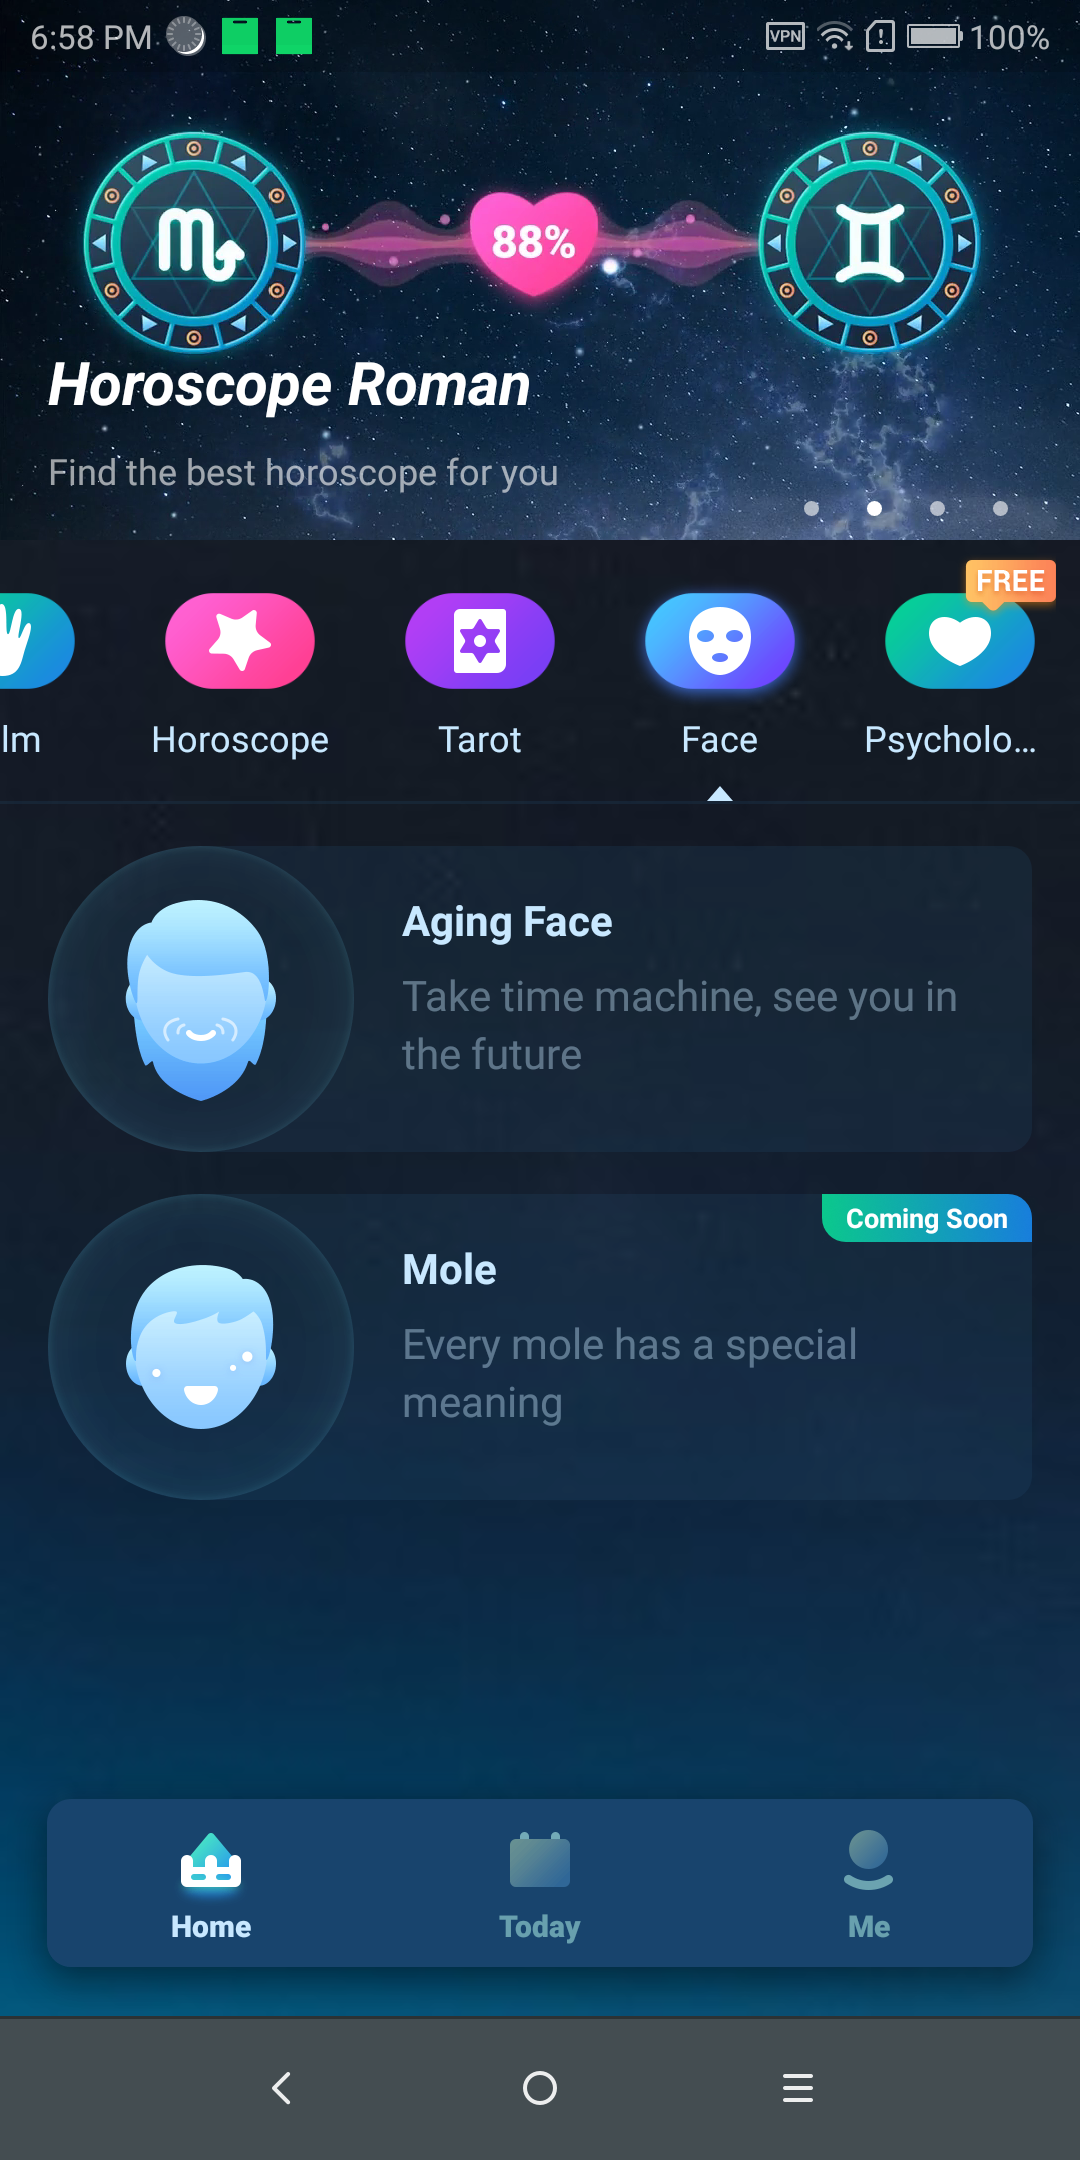 6:58 PM
VPN
100%
88%
Horoscope Roman
Find the best horoscope for you
FREE
lm
Horoscope
Tarot
Face
Psycholo...
Aging Face
Take time machine, see you in
the future
Coming Soon
Mole
Every mole has a special
meaning
Home
Today
Me